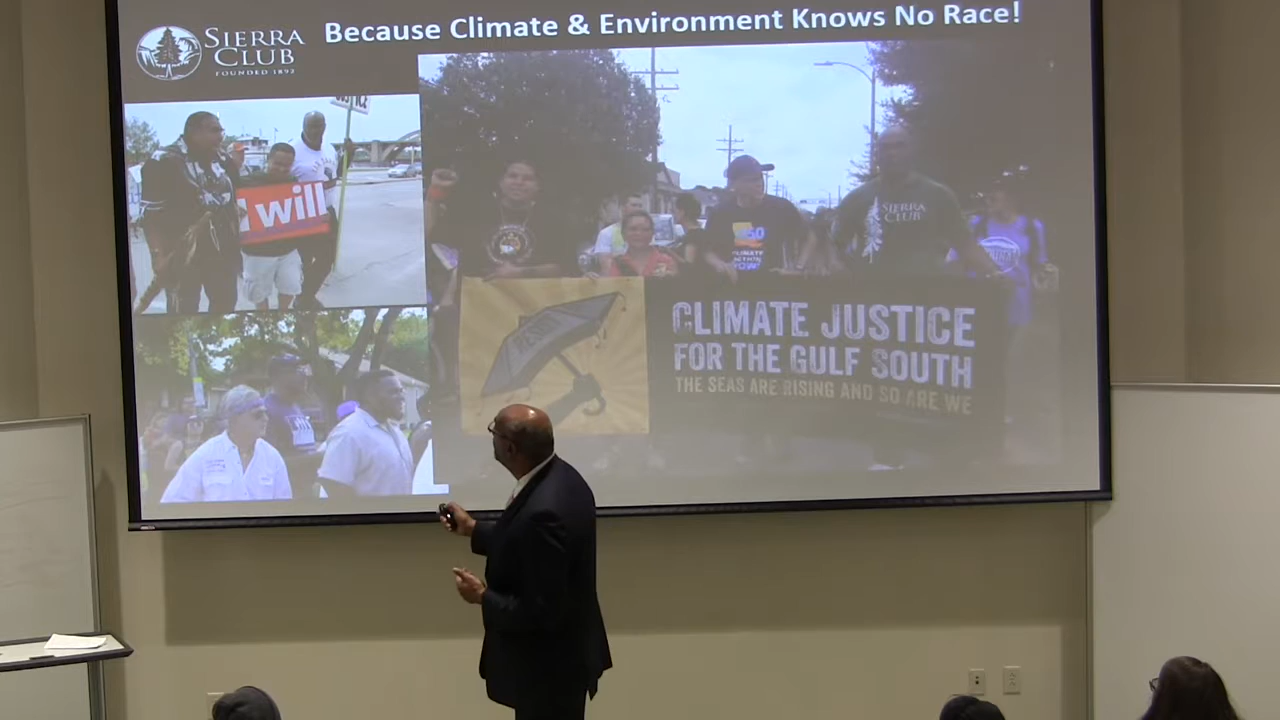 Because Climate & Environment Knows No Race!
SIERRA
CLUB
FOUNDED 1892
I will
SIERRA
CLUB
CLIMATE
CLIMATE JUSTICE
FOR THE GULF SOUTH
THE SEAS ARE RISING AND SO ARE WE